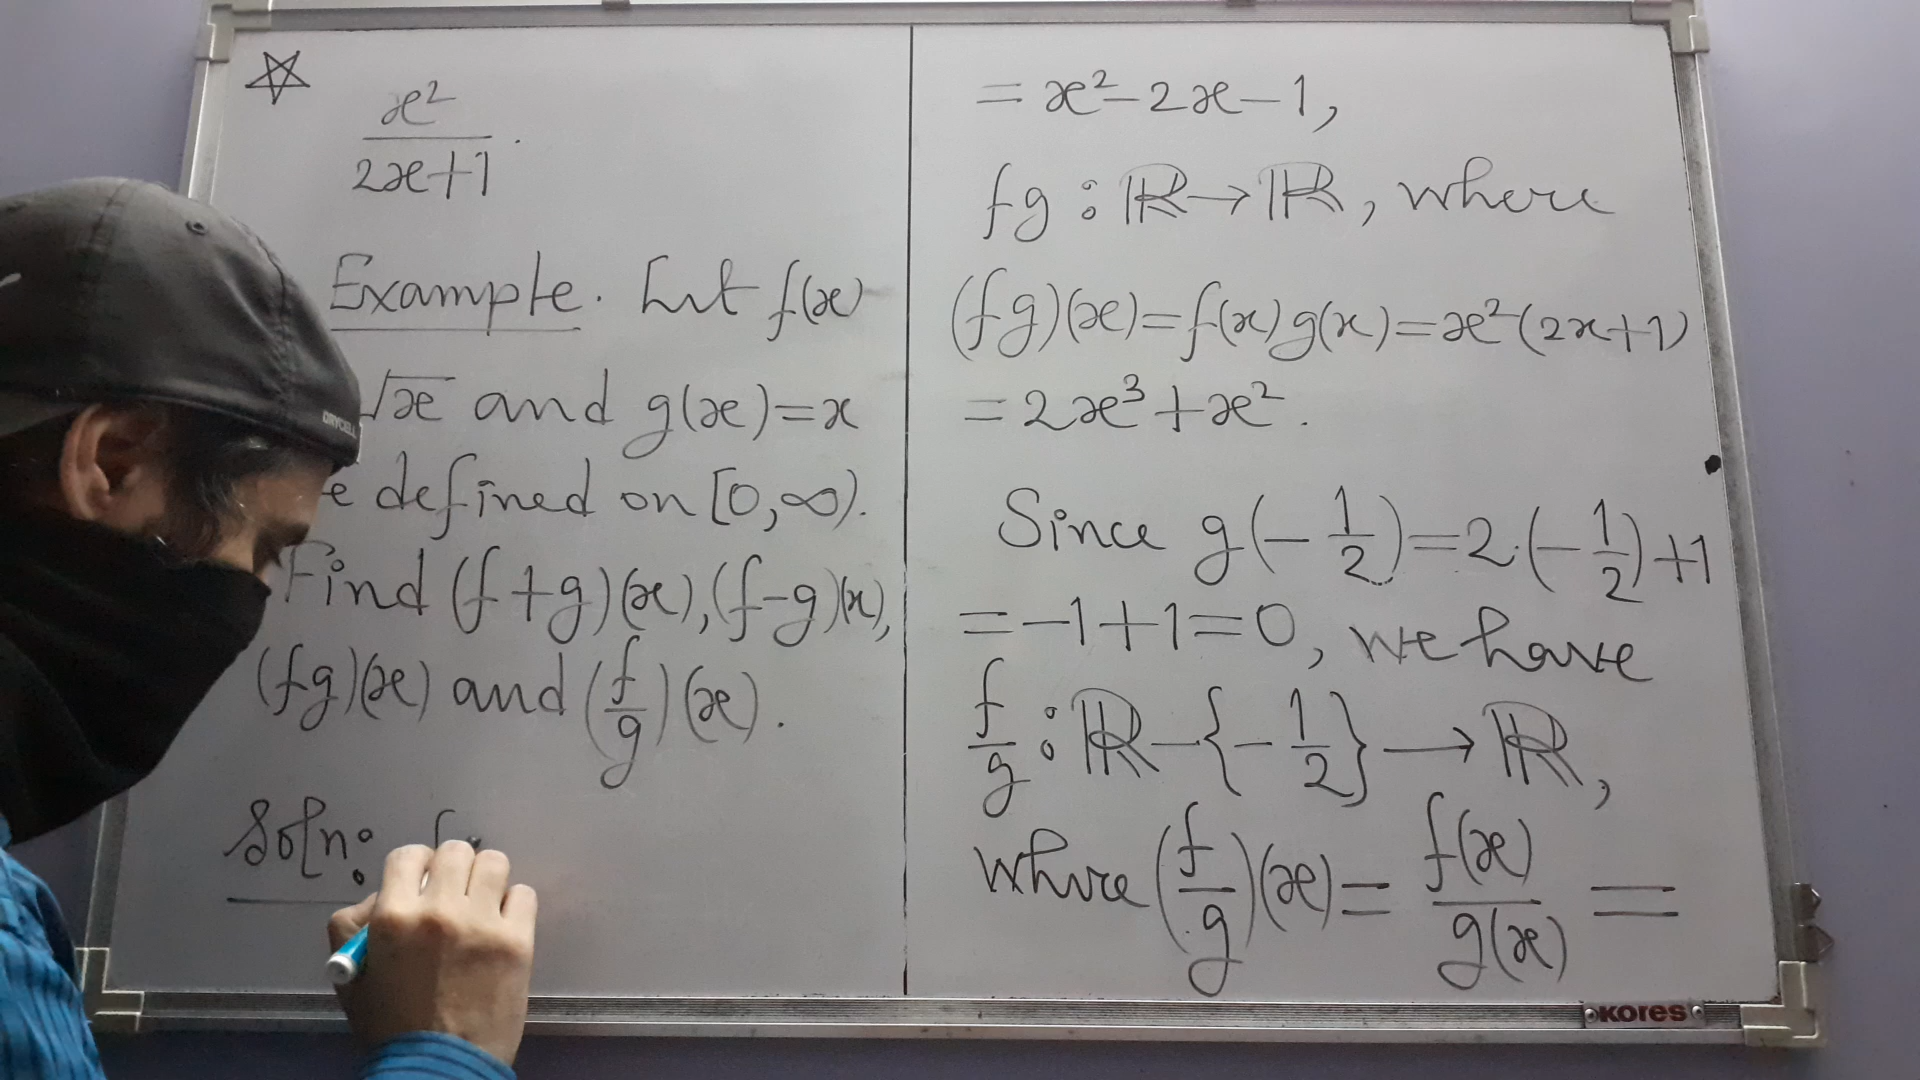 x²
2x+1 .
Example. Let f(x)
√x and g(x)=x
e defined on [0,∞).
Find (f+g)(x), (f-g)(x),
(fg)(x) and (f/g)(x).
Soln:
= x²-2x-1,
fg : ℝ→ℝ, where
(fg)(x)=f(x)g(x)=x²(2x+1)
= 2x³+x².
Since g(-1/2)=2.(-1/2)+1
=-1+1=0, we have
f/g : ℝ-{-1/2}→ℝ,
where (f/g)(x)= f(x)/g(x) =
KORES
DRYCELL